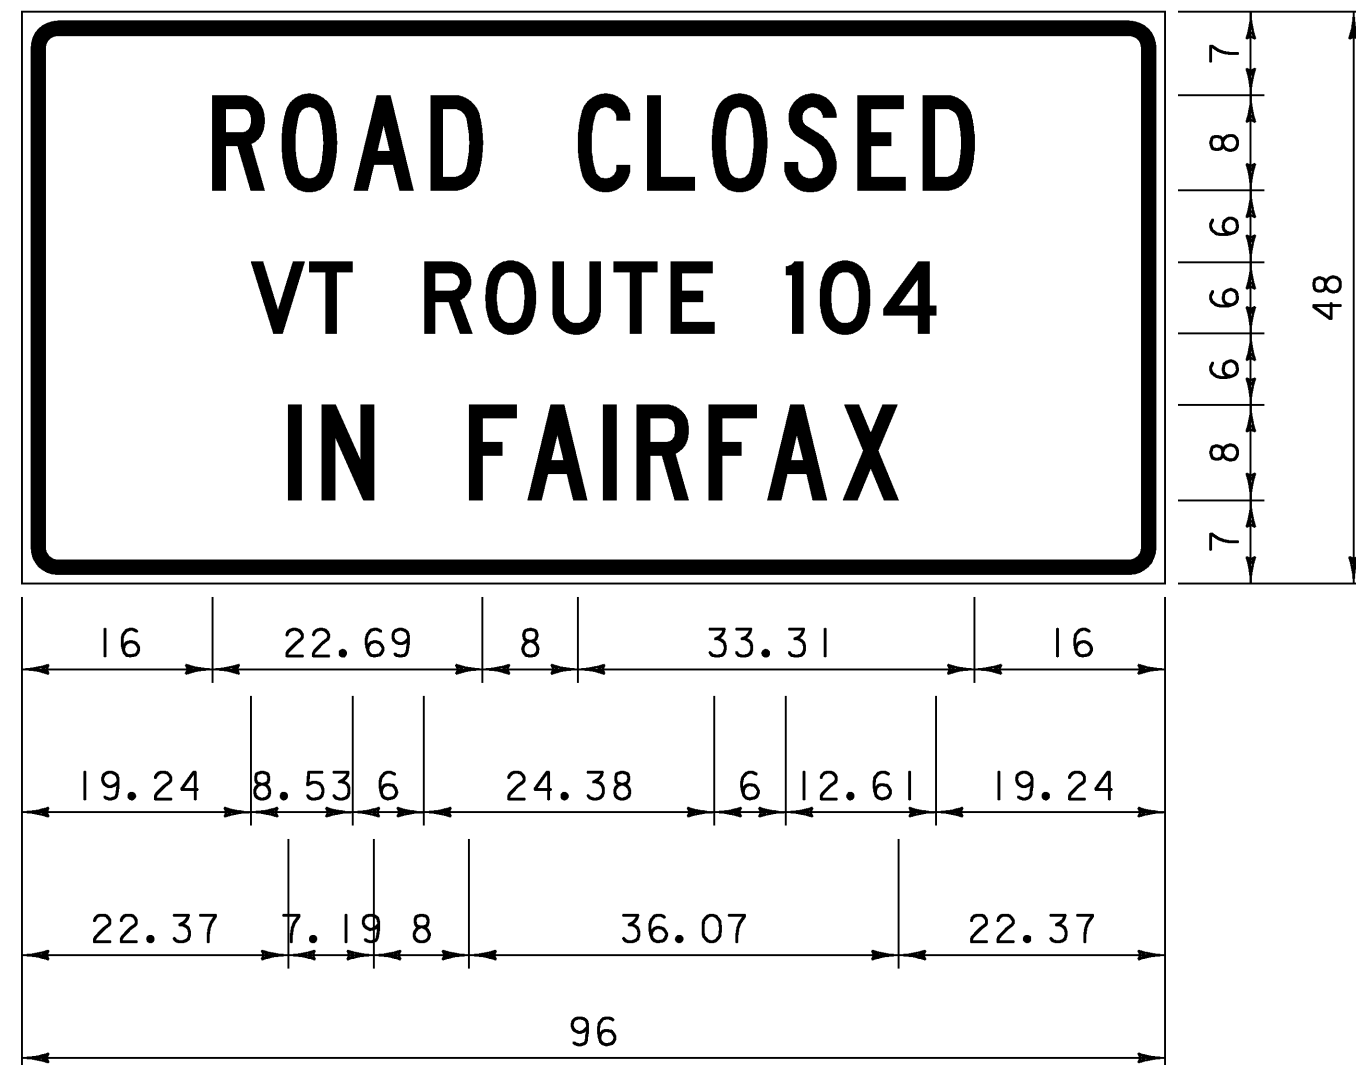 ROAD CLOSED
VT ROUTE 104
IN FAIRFAX
7
8
6
6
6
8
7
48
16 22.69 8 33.31 16
19.24 8.53 6 24.38 6 12.61 19.24
22.37 7.19 8 36.07 22.37
96